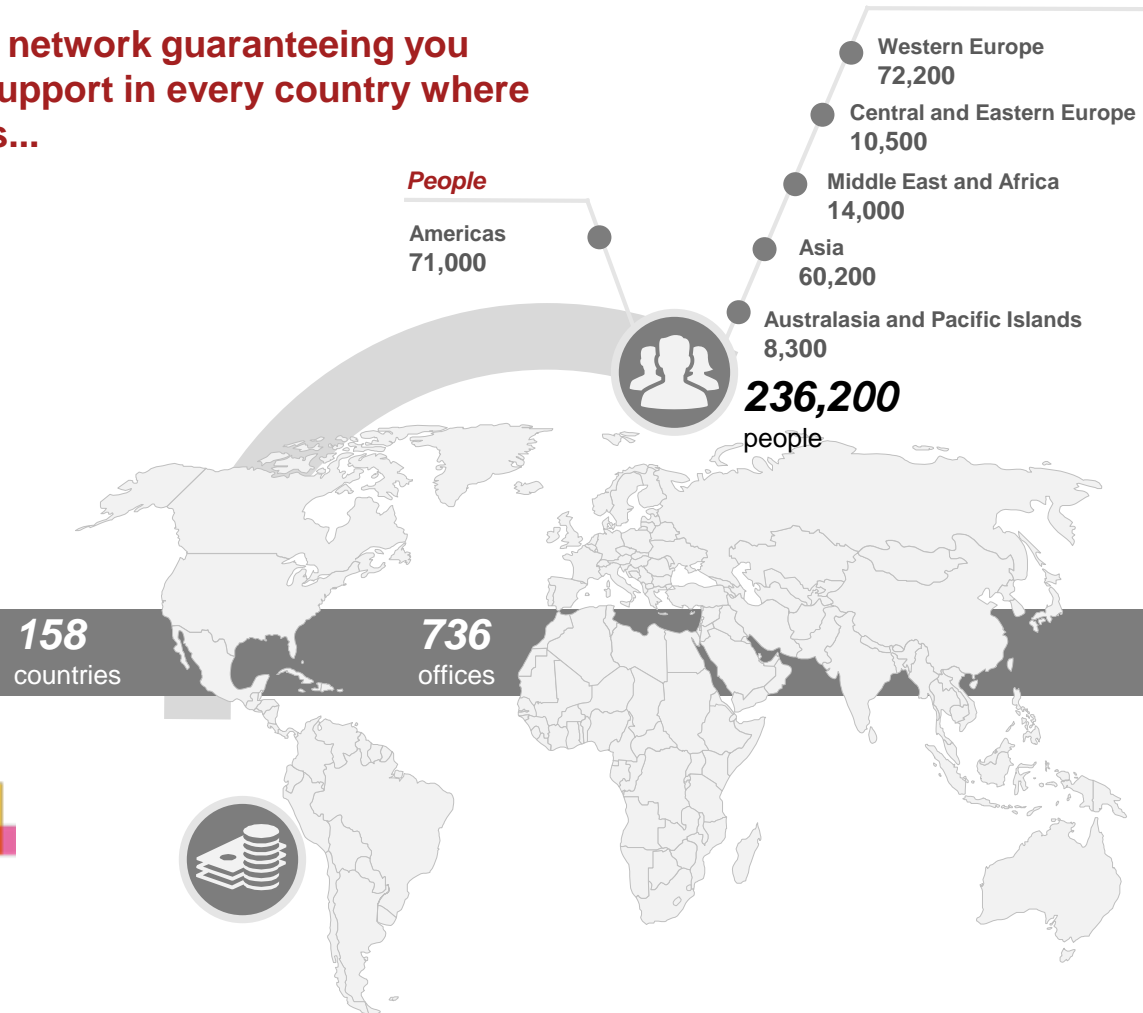 network guaranteeing you
upport in every country where
s...
People
Americas
71,000
Western Europe
72,200
Central and Eastern Europe
10,500
Middle East and Africa
14,000
Asia
60,200
Australasia and Pacific Islands
8,300
236,200
people
158
countries
736
offices